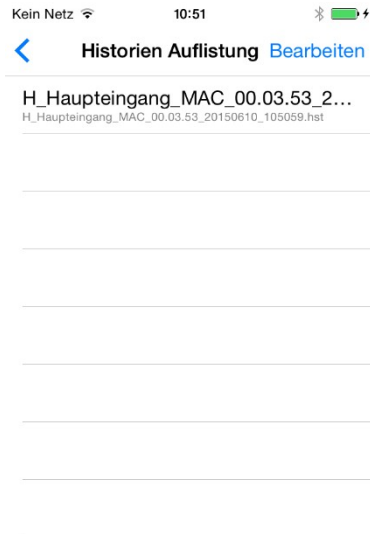 Kein Netz 10:51
Historien Auflistung Bearbeiten
H_Haupteingang_MAC_00.03.53_2...
H_Haupteingang_MAC_00.03.53_20150610_105059.hst